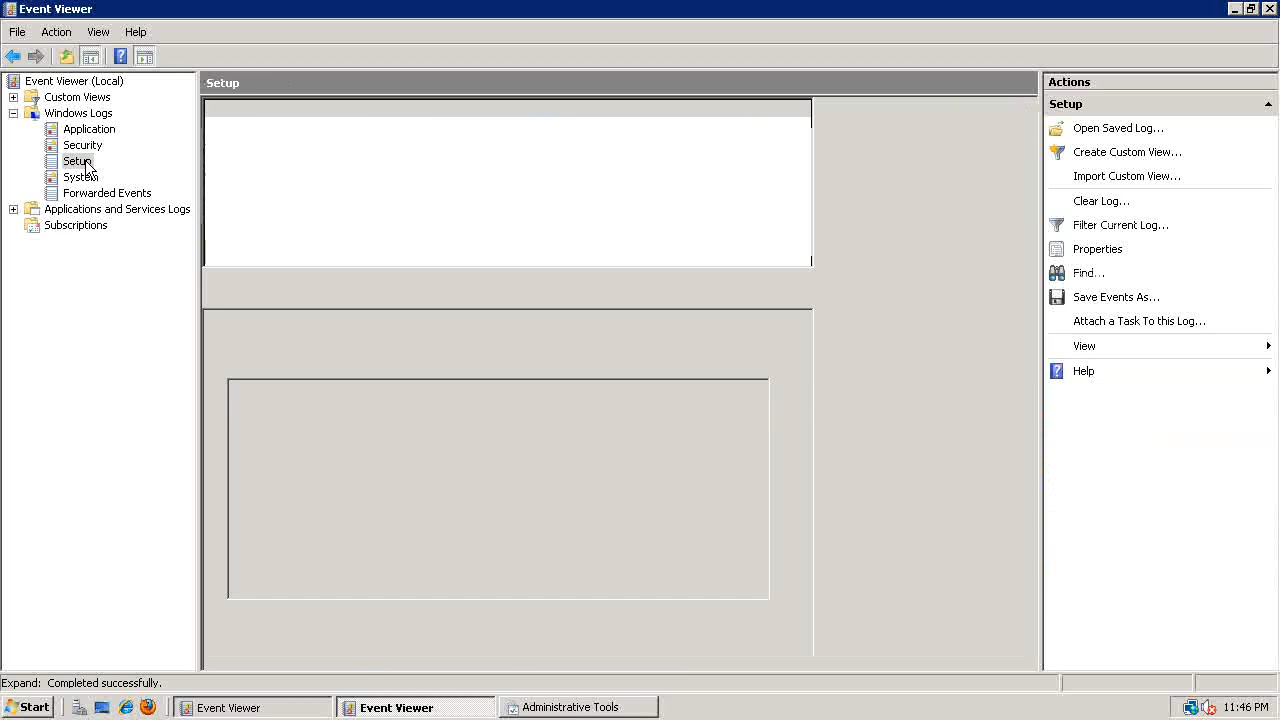 Event Viewer
File Action View Help
Event Viewer (Local)
Custom Views
Windows Logs
Application
Security
Setup
System
Forwarded Events
Applications and Services Logs
Subscriptions
Setup
Actions
Setup
Open Saved Log...
Create Custom View...
Import Custom View...
Clear Log...
Filter Current Log...
Properties
Find...
Save Events As...
Attach a Task To this Log...
View
Help
Expand: Completed successfully.
Start Event Viewer Event Viewer Administrative Tools 11:46 PM